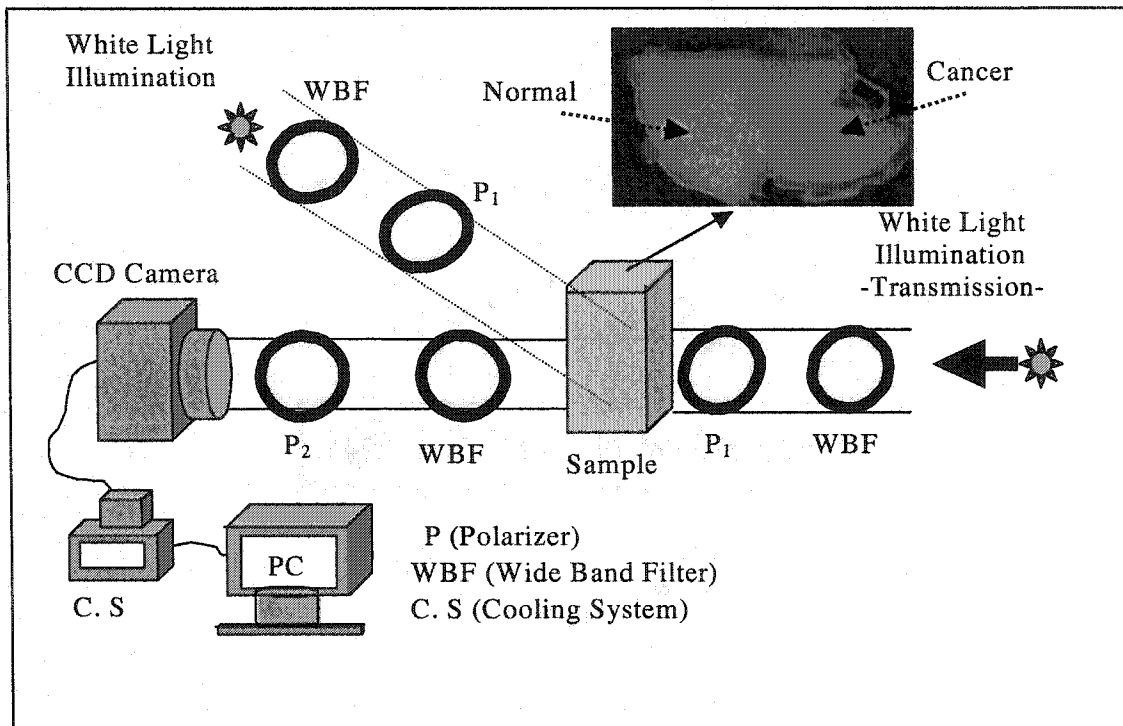 White Light
Illumination
WBF
Normal
Cancer
P₁
White Light
Illumination
-Transmission-
CCD Camera
P₂
WBF
Sample
P₁
WBF
PC
C. S
P (Polarizer)
WBF (Wide Band Filter)
C. S (Cooling System)